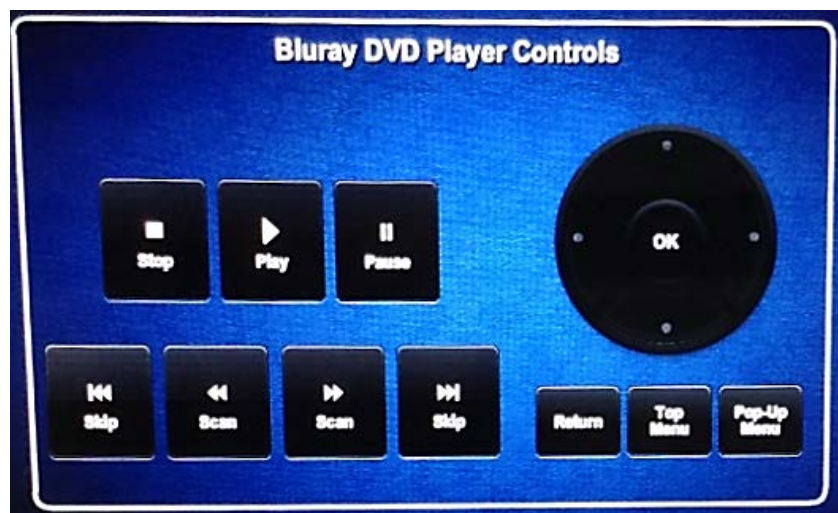 Bluray DVD Player Controls
Stop
Play
Pause
OK
Skip
Scan
Scan
Skip
Return
Top
Menu
Pop-Up
Menu